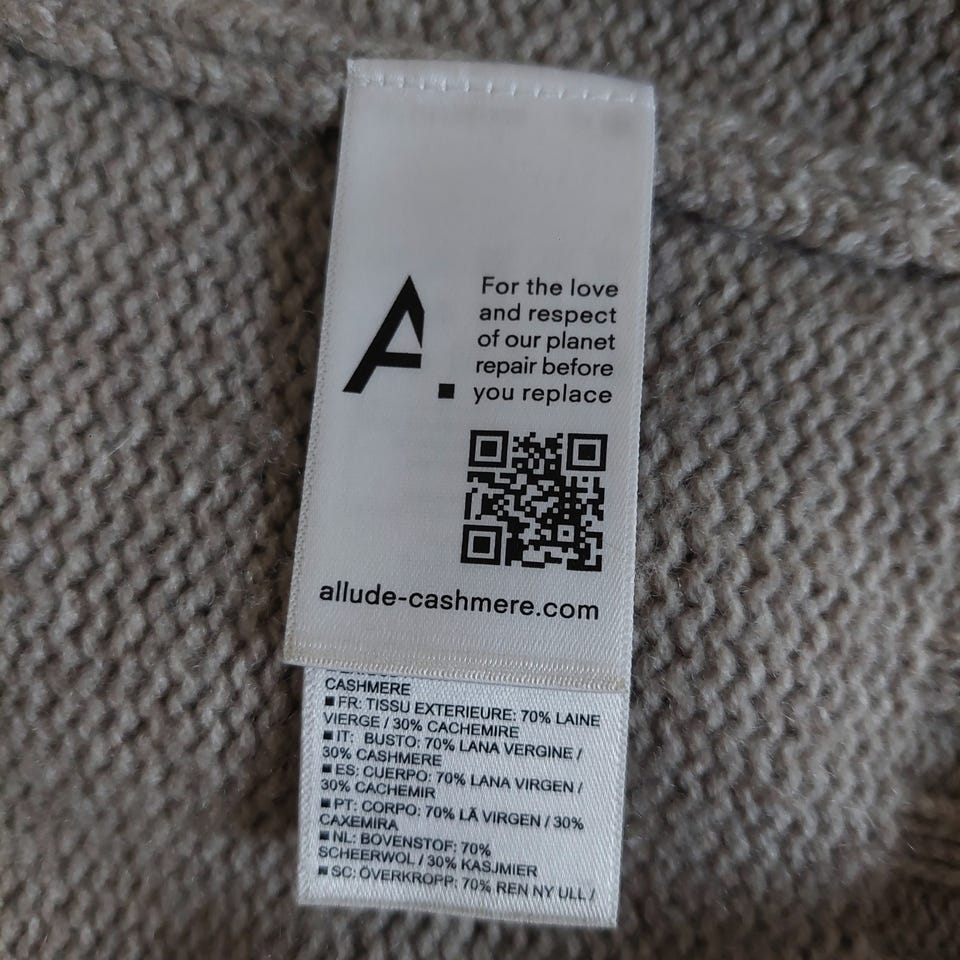 A.
For the love
and respect
of our planet
repair before
you replace
allude-cashmere.com
CASHMERE
FR: TISSU EXTERIEURE: 70% LAINE
VIERGE / 30% CACHEMIRE
IT: BUSTO: 70% LANA VERGINE /
30% CASHMERE
ES: CUERPO: 70% LANA VIRGEN /
30% CACHEMIR
PT: CORPO: 70% LÃ VIRGEN / 30%
CAXEMIRA
NL: BOVENSTOF: 70%
SCHEERWOL / 30% KASJMIER
SC: ÖVERKROPP: 70% REN NY ULL /